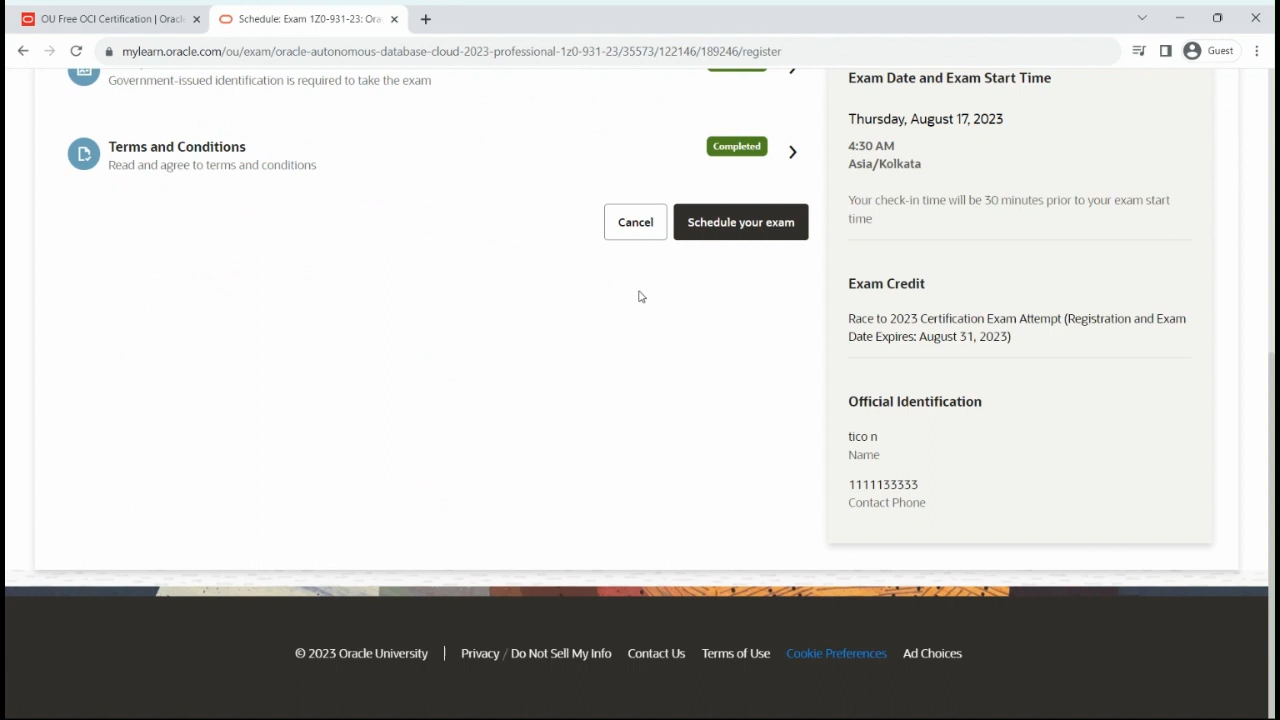 OU Free OCI Certification | Oracle
Schedule: Exam 1Z0-931-23: Ora
mylearn.oracle.com/ou/exam/oracle-autonomous-database-cloud-2023-professional-1z0-931-23/35573/122146/189246/register
Guest
Government-issued identification is required to take the exam
Terms and Conditions
Read and agree to terms and conditions
Completed
Cancel
Schedule your exam
Exam Date and Exam Start Time
Thursday, August 17, 2023
4:30 AM
Asia/Kolkata
Your check-in time will be 30 minutes prior to your exam start
time
Exam Credit
Race to 2023 Certification Exam Attempt (Registration and Exam
Date Expires: August 31, 2023)
Official Identification
tico n
Name
1111133333
Contact Phone
© 2023 Oracle University
Privacy / Do Not Sell My Info
Contact Us
Terms of Use
Cookie Preferences
Ad Choices